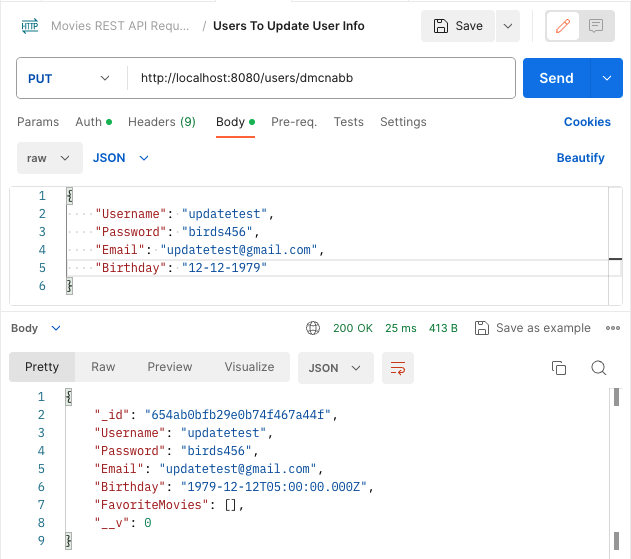 HTTP Movies REST API Requ... / Users To Update User Info Save
PUT http://localhost:8080/users/dmcnabb Send
Params Auth Headers (9) Body Pre-req. Tests Settings Cookies
raw JSON Beautify
1 {
2 "Username": "updatetest",
3 "Password": "birds456",
4 "Email": "updatetest@gmail.com",
5 "Birthday": "12-12-1979"
6 }
Body 200 OK 25 ms 413 B Save as example
Pretty Raw Preview Visualize JSON
1 {
2 "_id": "654ab0bfb29e0b74f467a44f",
3 "Username": "updatetest",
4 "Password": "birds456",
5 "Email": "updatetest@gmail.com",
6 "Birthday": "1979-12-12T05:00:00.000Z",
7 "FavoriteMovies": [],
8 "__v": 0
9 }